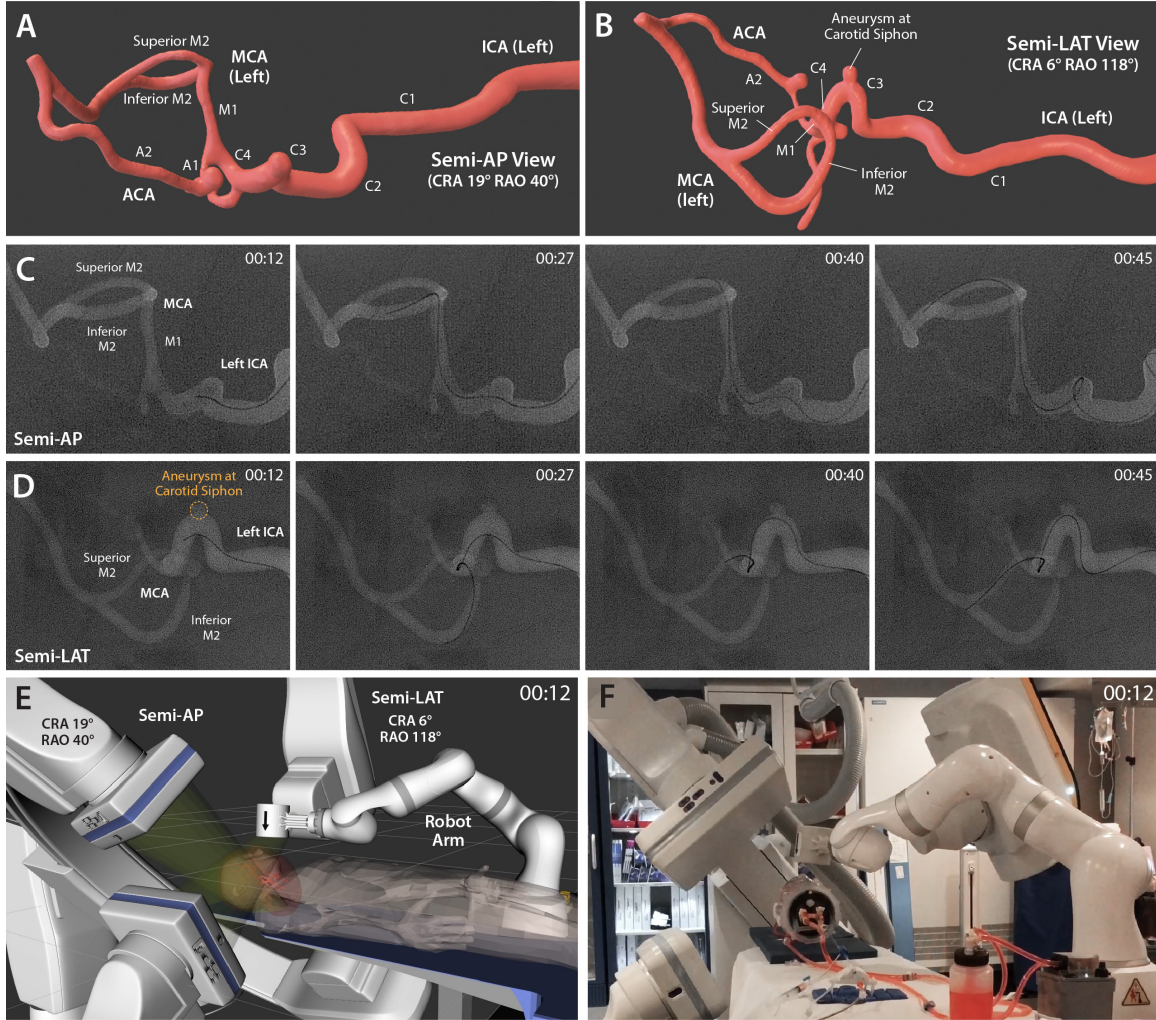 A
Superior M2
MCA
(Left)
ICA (Left)
Inferior M2
M1
C1
A2
A1
C4
C3
C2
ACA
Semi-AP View
(CRA 19° RAO 40°)
B
Aneurysm at
Carotid Siphon
ACA
Semi-LAT View
(CRA 6° RAO 118°)
A2
C4
C3
C2
Superior
M2
ICA (Left)
M1
Inferior
M2
MCA
(left)
C1
C
00:12
Superior M2
MCA
Inferior
M2
M1
Left ICA
Semi-AP
00:27
00:40
00:45
D
Aneurysm at
Carotid Siphon
00:12
Left ICA
Superior
M2
MCA
Inferior
M2
Semi-LAT
00:27
00:40
00:45
E
CRA 19°
RAO 40°
Semi-AP
Semi-LAT
CRA 6°
RAO 118°
00:12
Robot
Arm
F
00:12